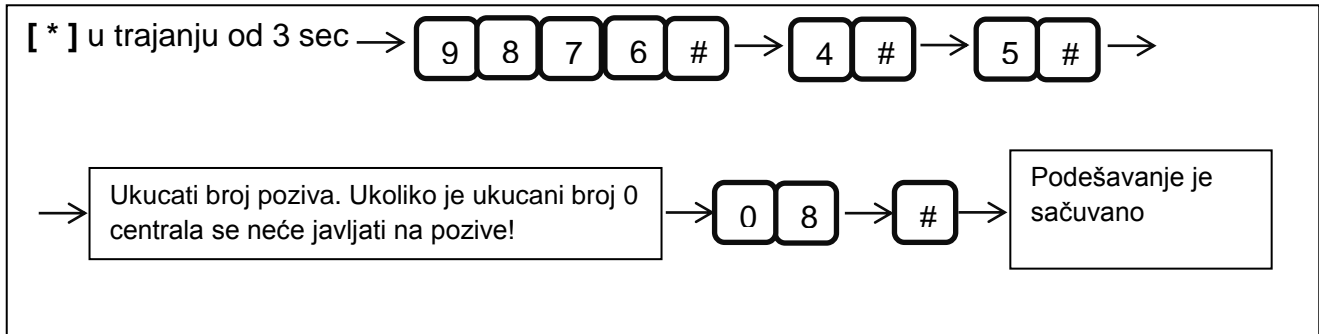 [ * ] u trajanju od 3 sec → 9 8 7 6 # → 4 # → 5 # →
→ Ukucati broj poziva. Ukoliko je ukucani broj 0
centrala se neće javljati na pozive!
→ 0 8 → # →
Podešavanje je
sačuvano